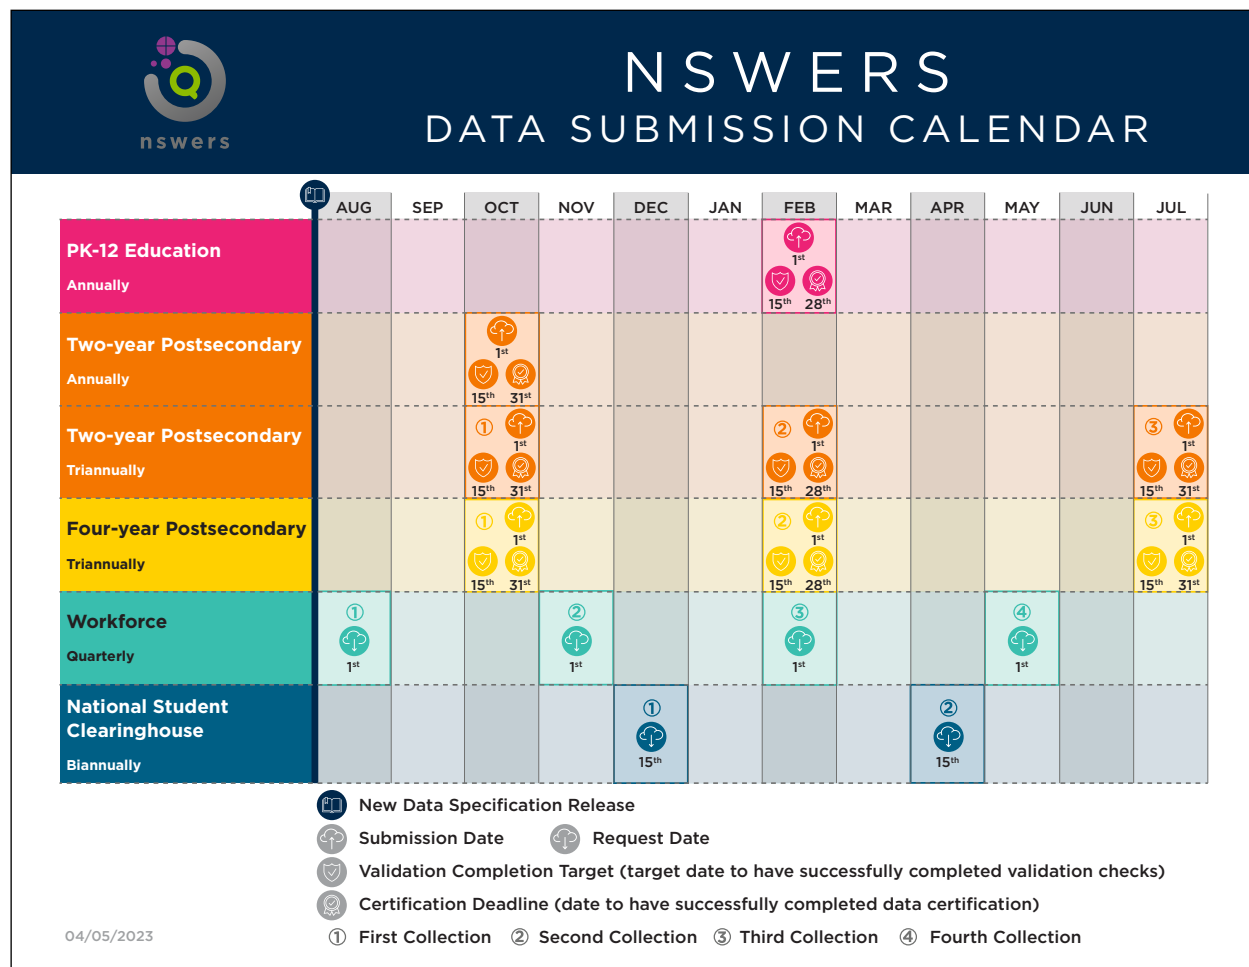 nswers
NSWERS
DATA SUBMISSION CALENDAR
AUG SEP OCT NOV DEC JAN FEB MAR APR MAY JUN JUL
PK-12 Education
Annually
1st
15th 28th
Two-year Postsecondary
Annually
1st
15th 31st
Two-year Postsecondary
Triannually
① ② ③
1st 1st 1st
15th 31st 15th 28th 15th 31st
Four-year Postsecondary
Triannually
① ② ③
1st 1st 1st
15th 31st 15th 28th 15th 31st
Workforce
Quarterly
① ② ③ ④
1st 1st 1st 1st
National Student
Clearinghouse
Biannually
① ②
15th 15th
New Data Specification Release
Submission Date Request Date
Validation Completion Target (target date to have successfully completed validation checks)
Certification Deadline (date to have successfully completed data certification)
① First Collection ② Second Collection ③ Third Collection ④ Fourth Collection
04/05/2023